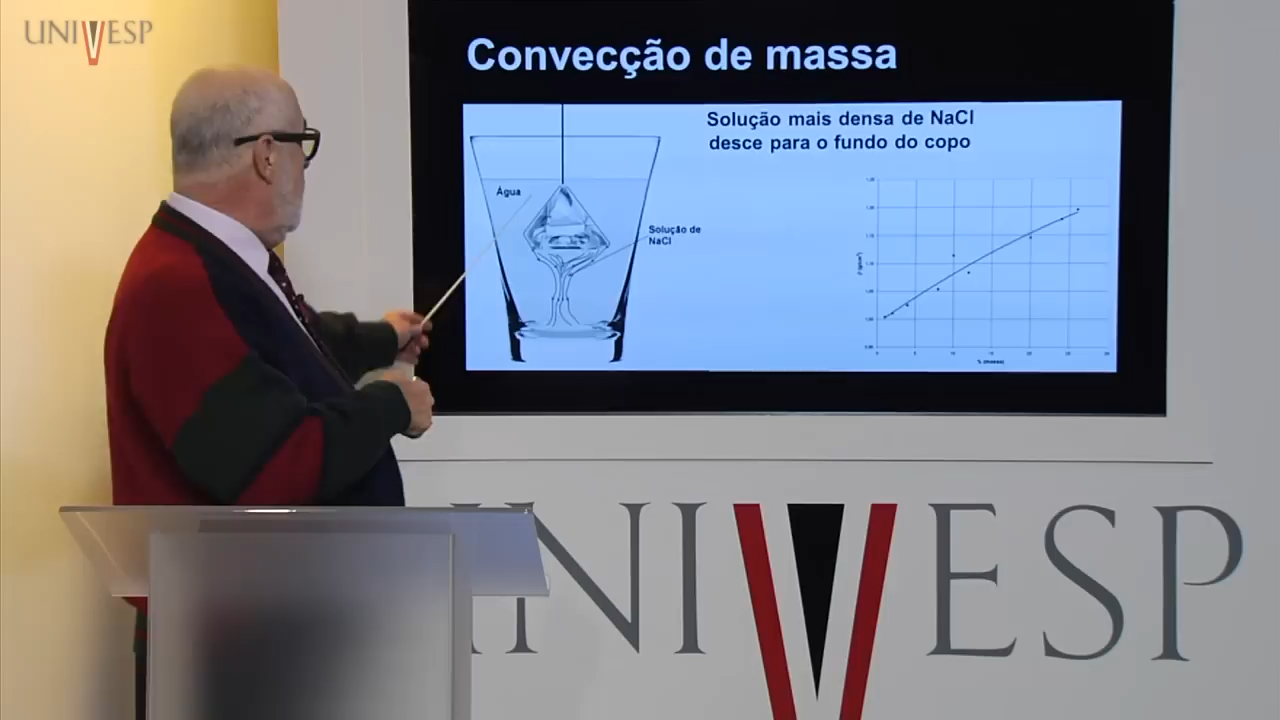 UNIVESP
Convecção de massa
Solução mais densa de NaCl
desce para o fundo do copo
Água
Solução de
NaCl
% (massa)
UNIVESP